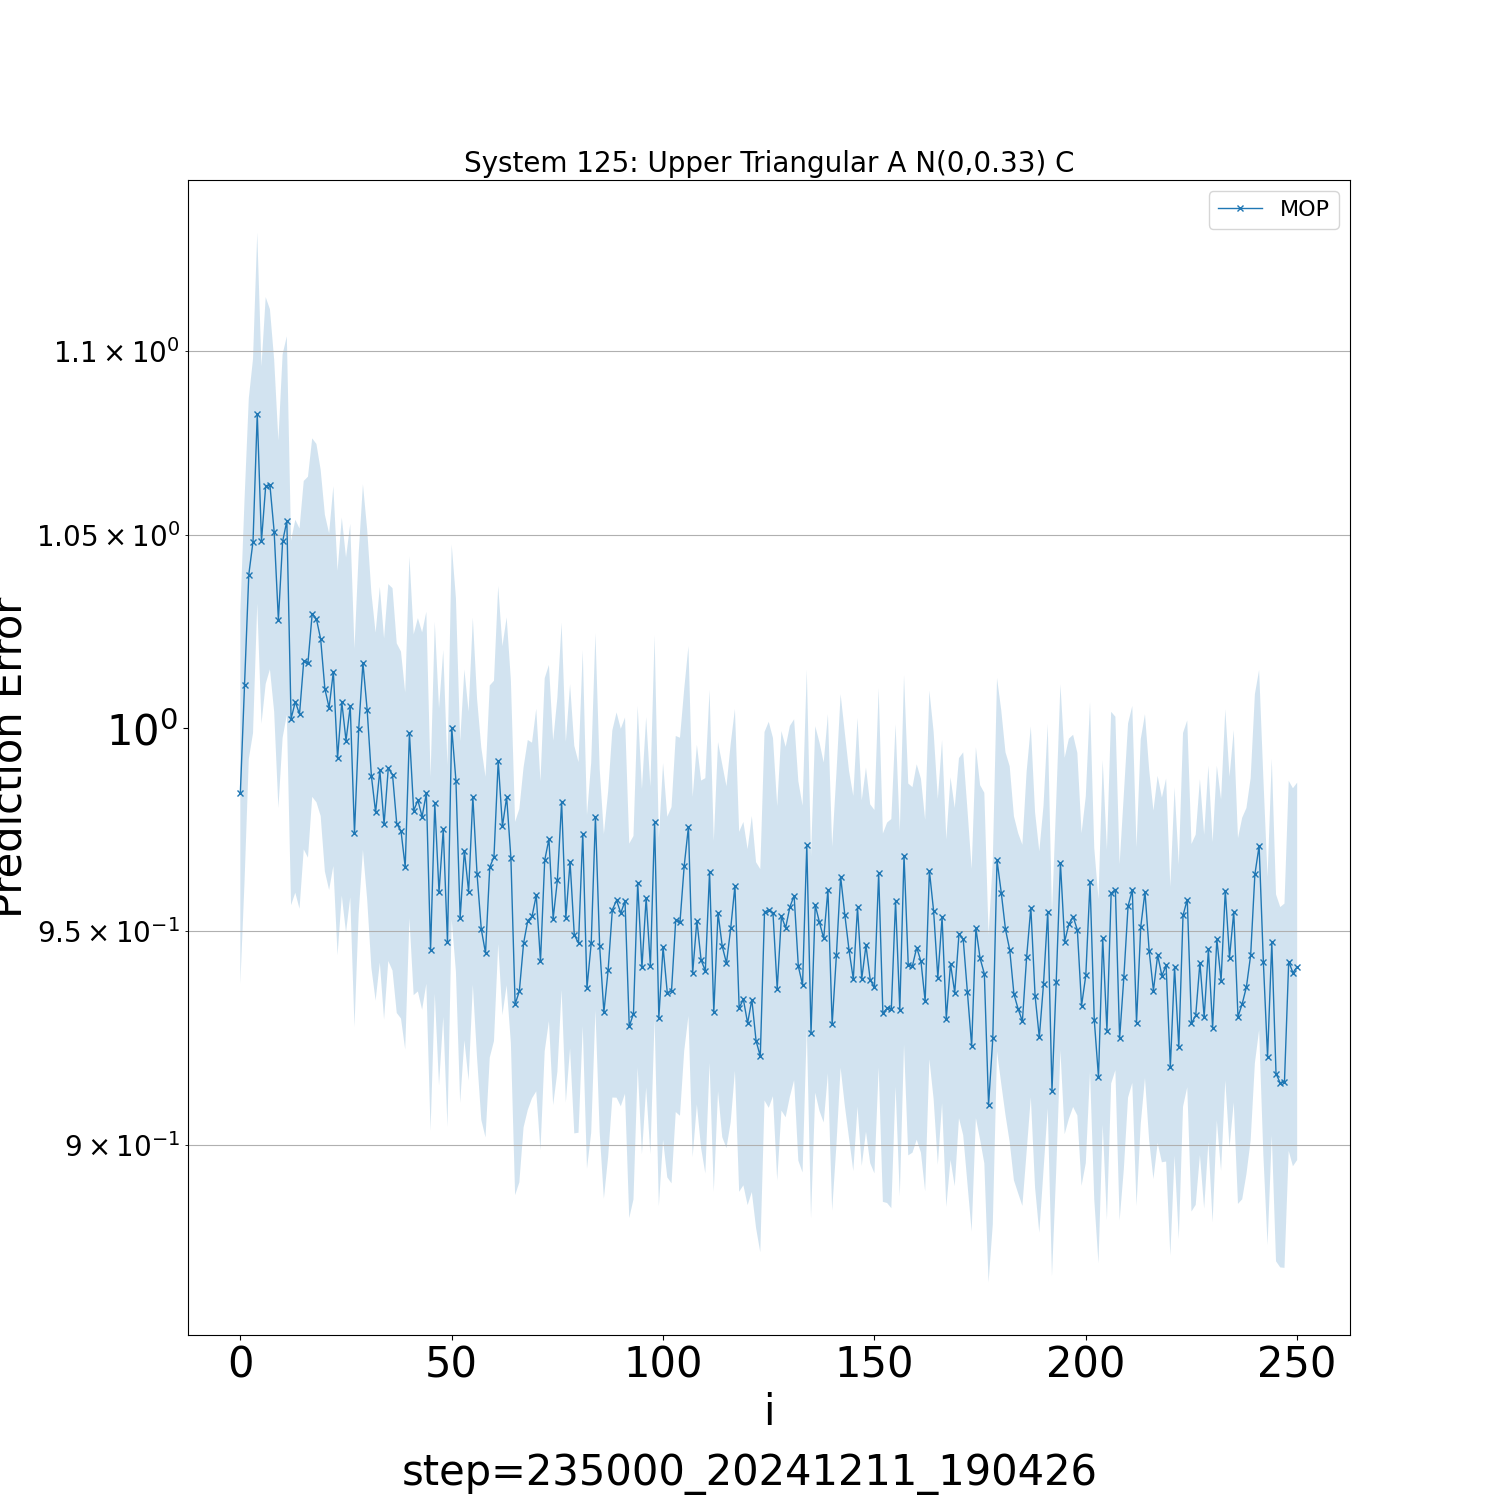 System 125: Upper Triangular A N(0,0.33) C
MOP
1.1 × 10⁰
1.05 × 10⁰
10⁰
9.5 × 10⁻¹
9 × 10⁻¹
Prediction Error
0 50 100 150 200 250
i
step=235000_20241211_190426